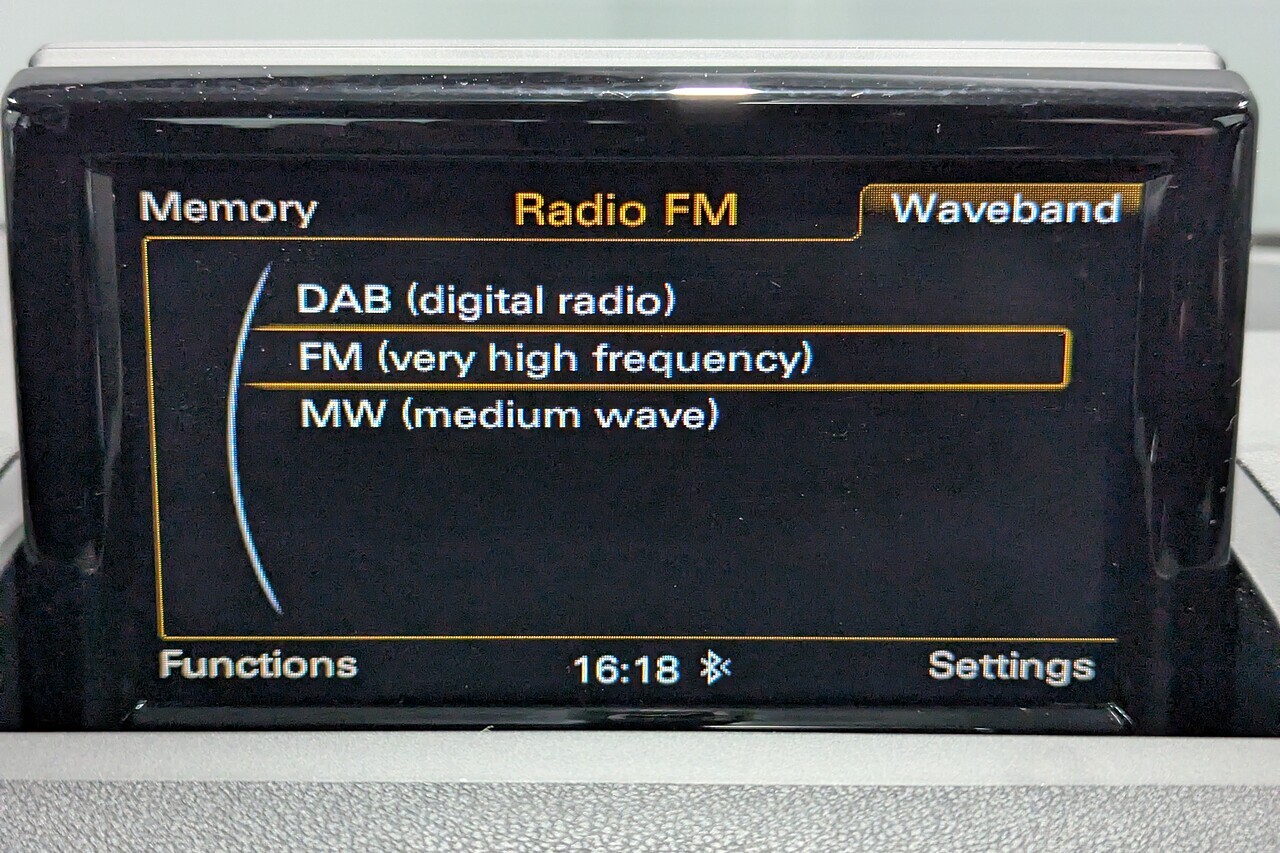 Memory Radio FM Waveband
DAB (digital radio)
FM (very high frequency)
MW (medium wave)
Functions 16:18 Settings